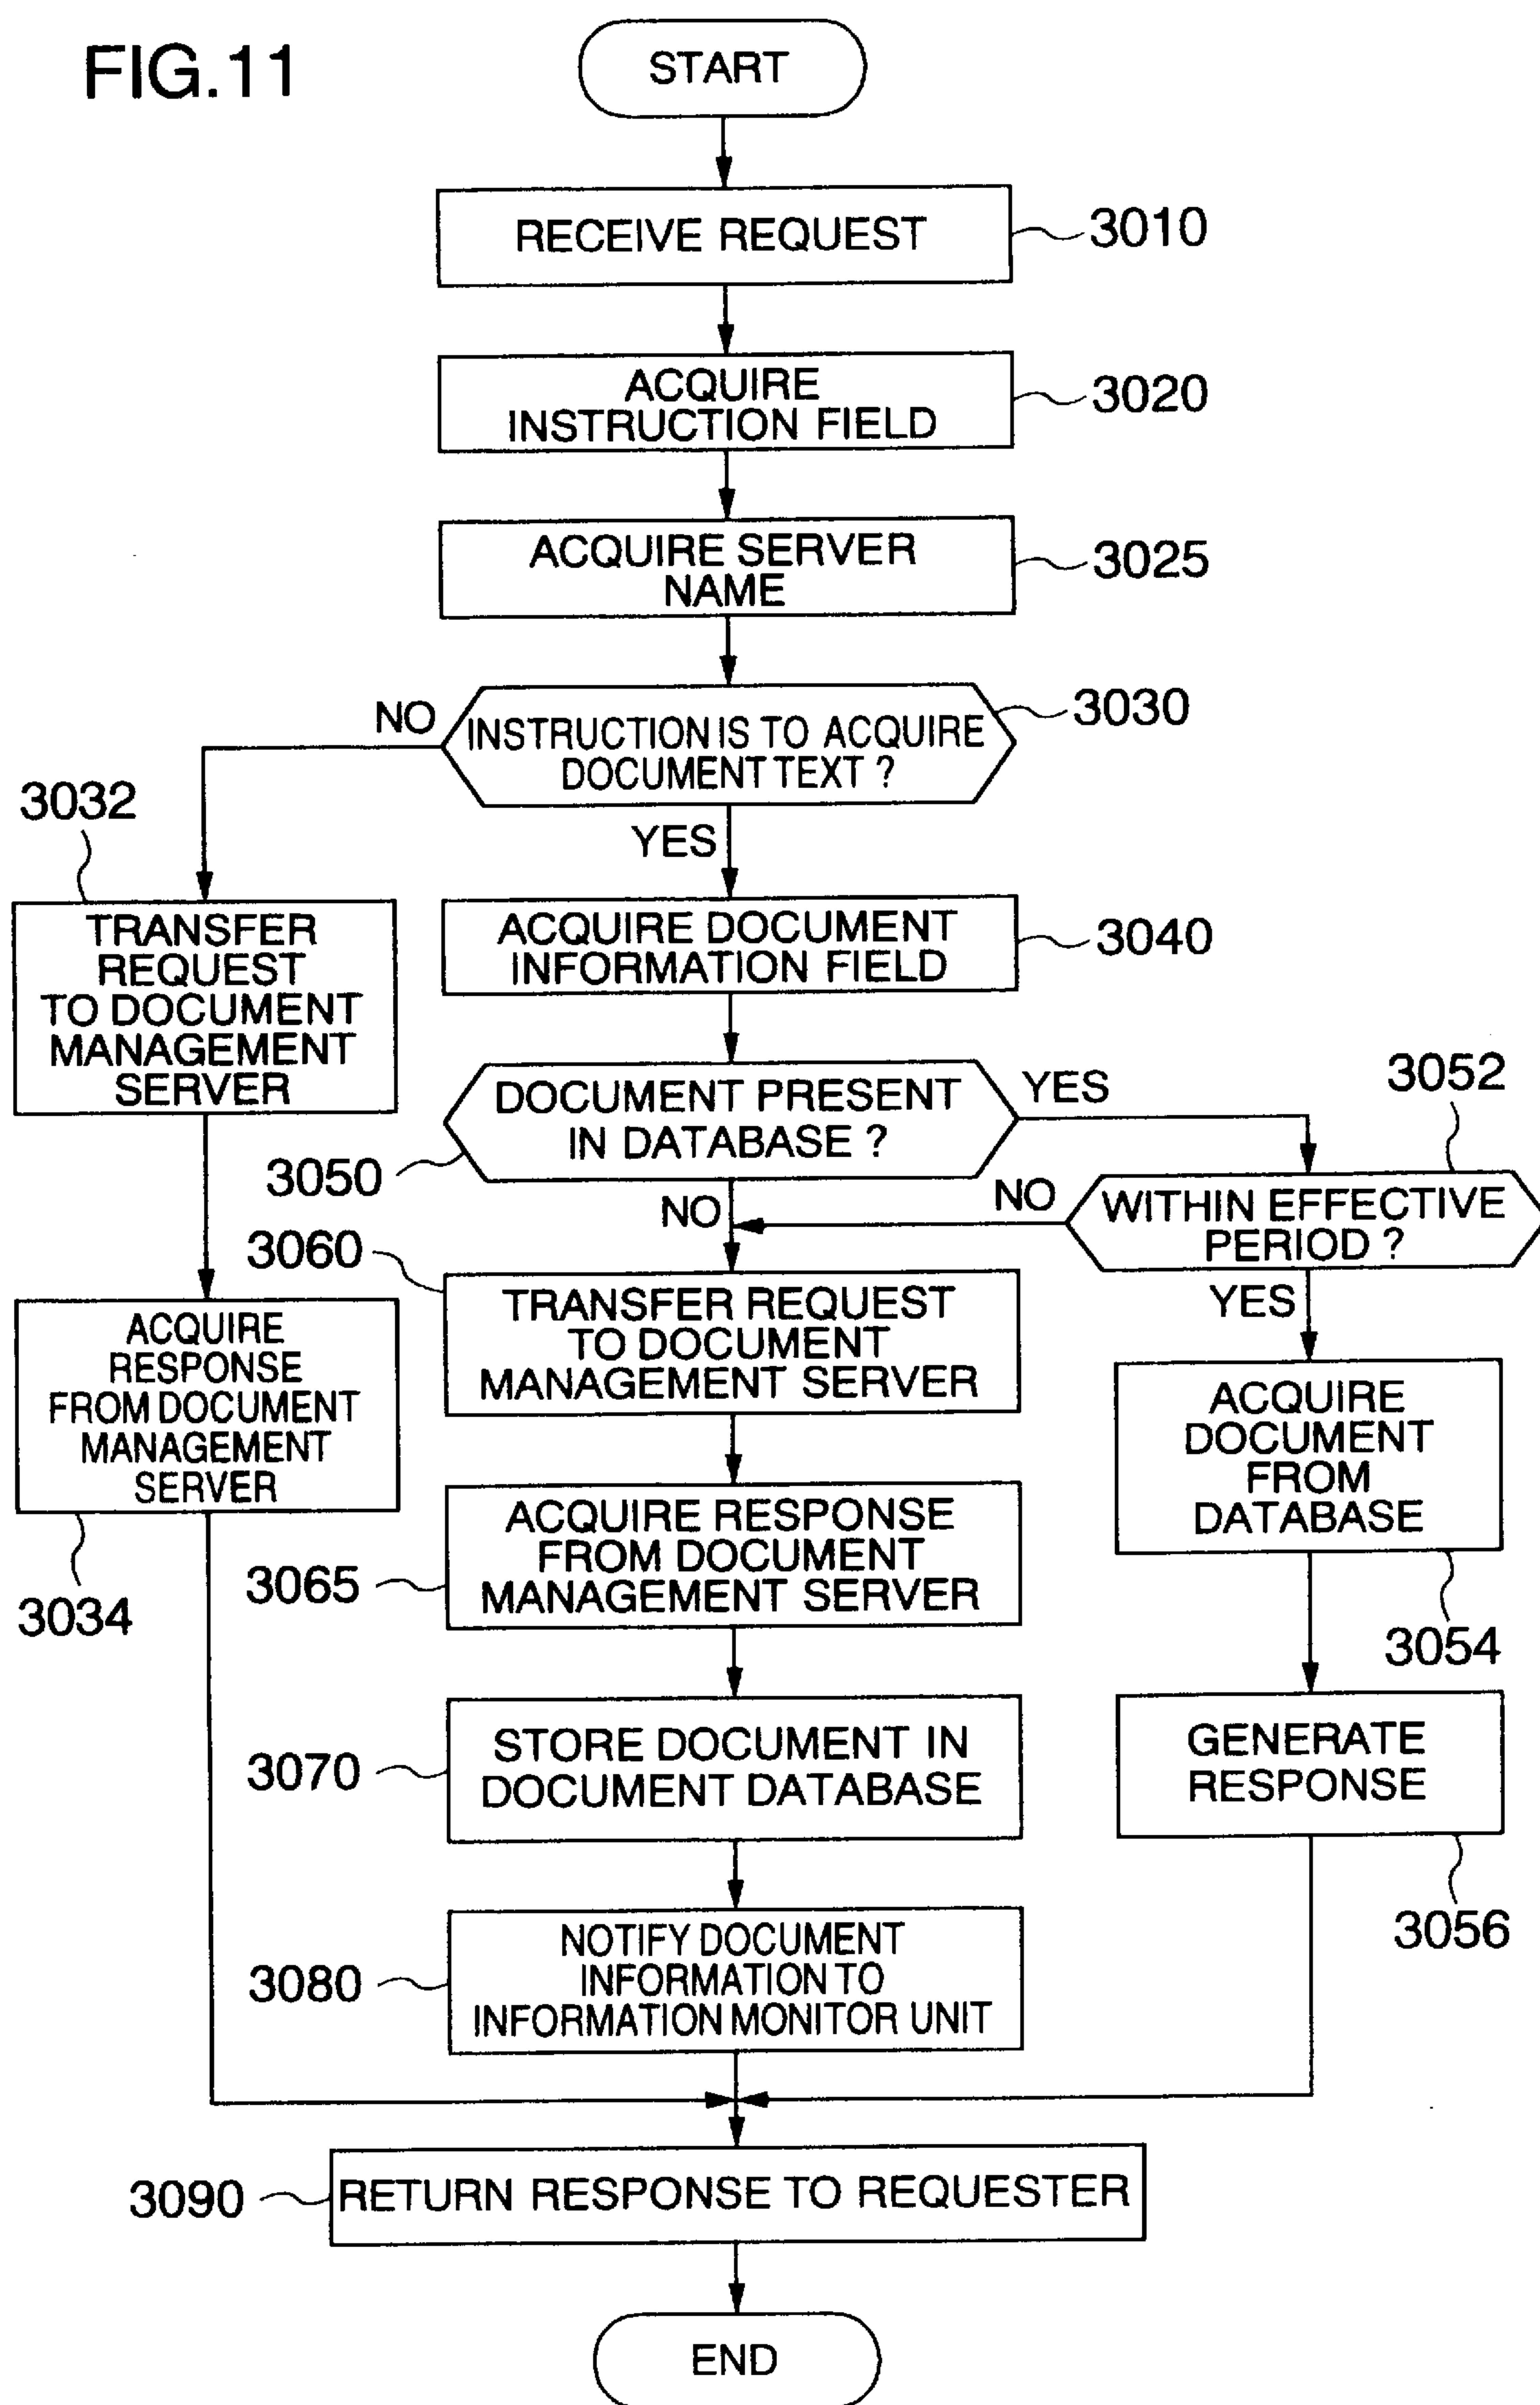 FIG.11
START
RECEIVE REQUEST
3010
ACQUIRE
INSTRUCTION FIELD
3020
ACQUIRE SERVER
NAME
3025
NO
INSTRUCTION IS TO ACQUIRE
DOCUMENT TEXT ?
3030
YES
3032
TRANSFER
REQUEST
TO DOCUMENT
MANAGEMENT
SERVER
ACQUIRE DOCUMENT
INFORMATION FIELD
3040
DOCUMENT PRESENT
IN DATABASE ?
YES
3050
NO
3052
NO
WITHIN EFFECTIVE
PERIOD ?
YES
3060
TRANSFER REQUEST
TO DOCUMENT
MANAGEMENT SERVER
ACQUIRE
RESPONSE
FROM DOCUMENT
MANAGEMENT
SERVER
3034
ACQUIRE
DOCUMENT
FROM
DATABASE
3054
ACQUIRE RESPONSE
FROM DOCUMENT
MANAGEMENT SERVER
3065
STORE DOCUMENT IN
DOCUMENT DATABASE
3070
GENERATE
RESPONSE
3056
NOTIFY DOCUMENT
INFORMATION TO
INFORMATION MONITOR UNIT
3080
3090
RETURN RESPONSE TO REQUESTER
END